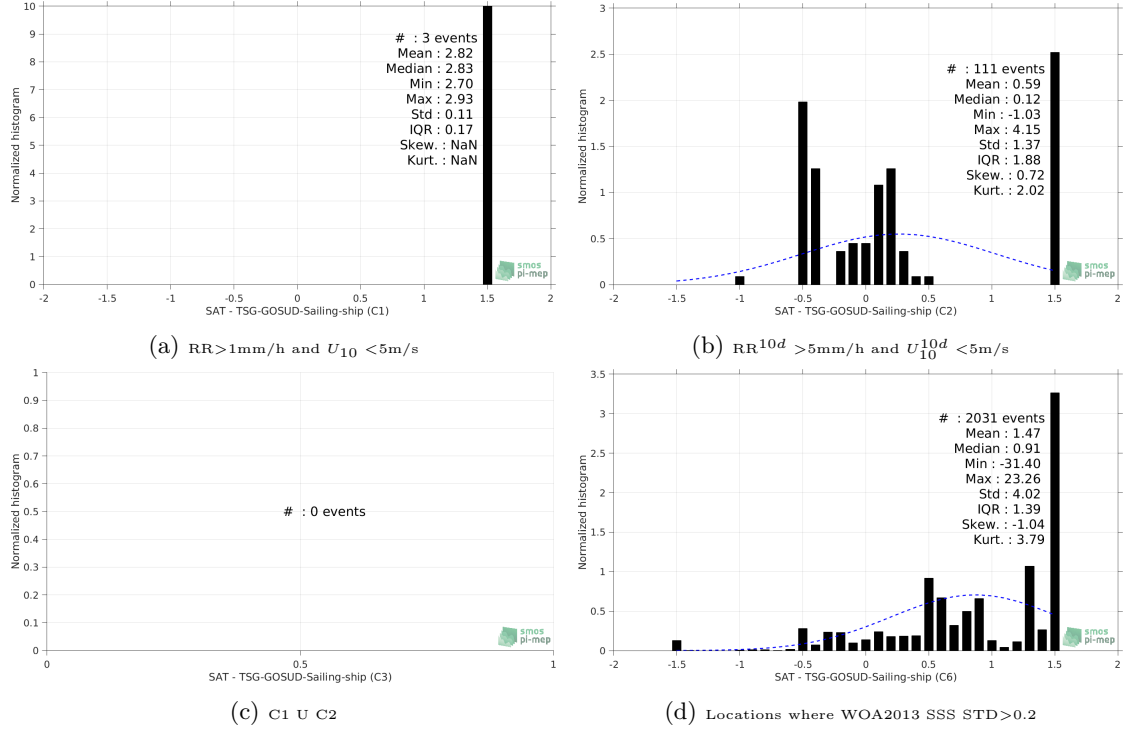 10
9
8
7
6
5
4
3
2
1
0
Normalized histogram
# : 3 events
Mean : 2.82
Median : 2.83
Min : 2.70
Max : 2.93
Std : 0.11
IQR : 0.17
Skew. : NaN
Kurt. : NaN
smos
pi-mep
-2 -1.5 -1 -0.5 0 0.5 1 1.5 2
SAT - TSG-GOSUD-Sailing-ship (C1)
(a) RR>1mm/h and U10 <5m/s
3
2.5
2
1.5
1
0.5
0
Normalized histogram
# : 111 events
Mean : 0.59
Median : 0.12
Min : -1.03
Max : 4.15
Std : 1.37
IQR : 1.88
Skew. : 0.72
Kurt. : 2.02
smos
pi-mep
-2 -1.5 -1 -0.5 0 0.5 1 1.5 2
SAT - TSG-GOSUD-Sailing-ship (C2)
(b) RR10d >5mm/h and U10d10 <5m/s
1
0.9
0.8
0.7
0.6
0.5
0.4
0.3
0.2
0.1
0
Normalized histogram
# : 0 events
smos
pi-mep
0 0.5 1
SAT - TSG-GOSUD-Sailing-ship (C3)
(c) C1 U C2
3.5
3
2.5
2
1.5
1
0.5
0
Normalized histogram
# : 2031 events
Mean : 1.47
Median : 0.91
Min : -31.40
Max : 23.26
Std : 4.02
IQR : 1.39
Skew. : -1.04
Kurt. : 3.79
smos
pi-mep
-2 -1.5 -1 -0.5 0 0.5 1 1.5 2
SAT - TSG-GOSUD-Sailing-ship (C6)
(d) Locations where WOA2013 SSS STD>0.2